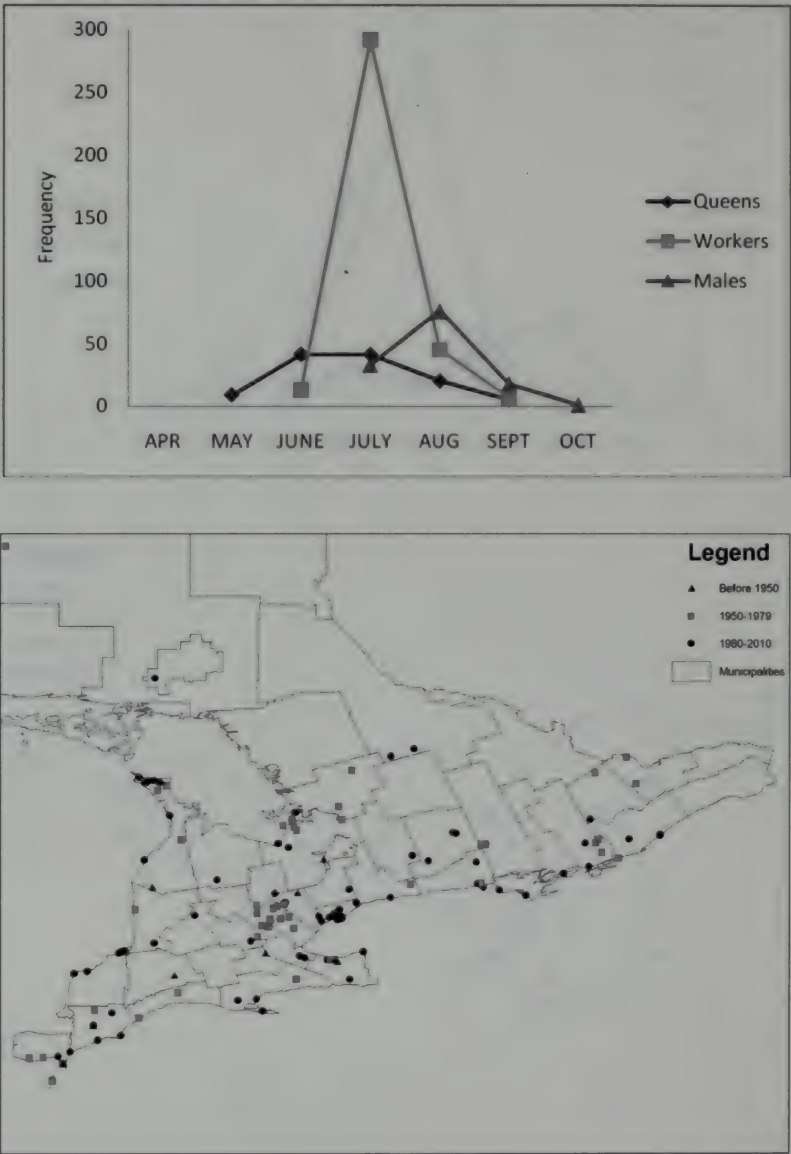 300
250
200
150
100
50
0
Frequency
APR MAY JUNE JULY AUG SEPT OCT
Queens
Workers
Males
Legend
Before 1950
1950-1979
1980-2010
Municipalities